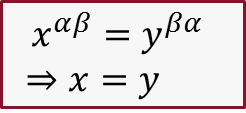 x^{αβ} = y^{βα}
⇒ x = y